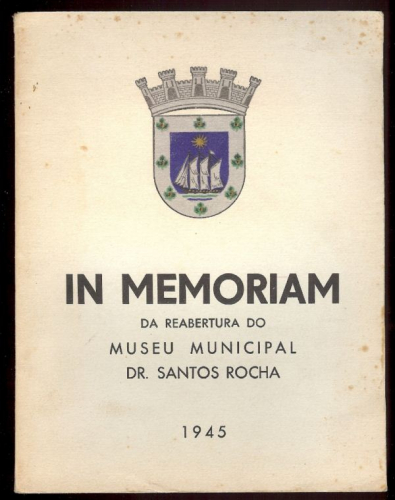 IN MEMORIAM
DA REABERTURA DO
MUSEU MUNICIPAL
DR. SANTOS ROCHA
1945